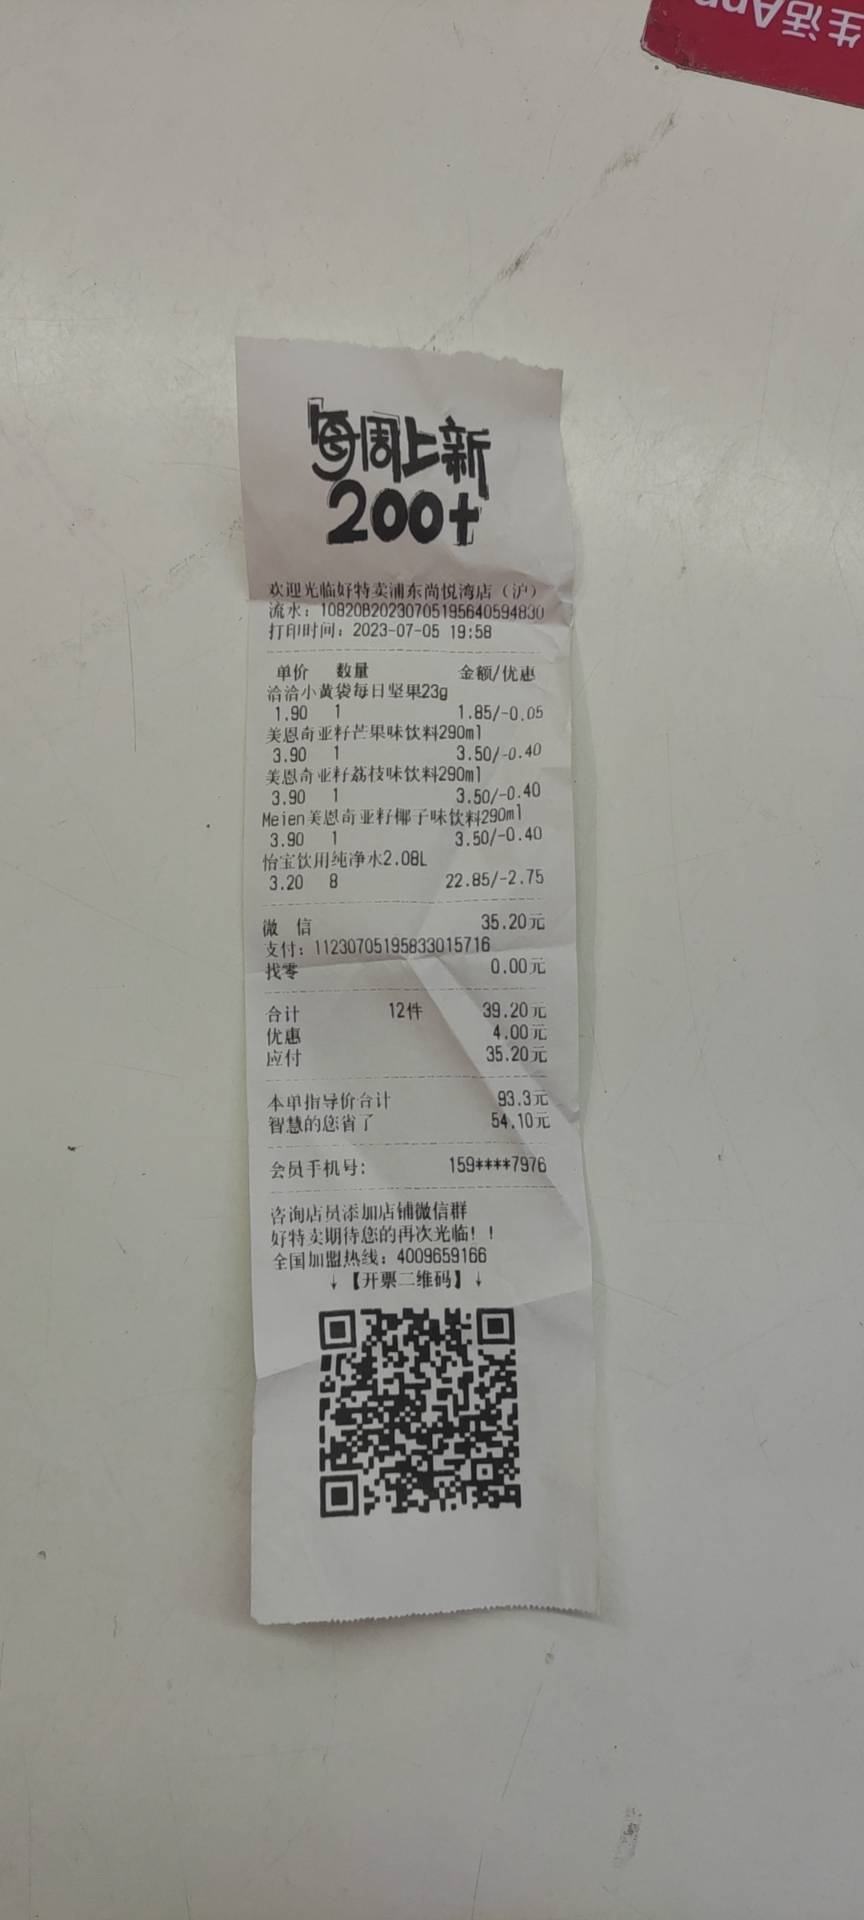 生活App
每周上新
200+
欢迎光临好特卖浦东尚悦湾店（沪）
流水：10820B20230705195640594830
打印时间：2023-07-05 19:58
单价 数量 金额/优惠
洽洽小黄袋每日坚果23g
1.90 1 1.85/-0.05
美恩奇亚籽芒果味饮料290ml
3.90 1 3.50/-0.40
美恩奇亚籽荔枝味饮料290ml
3.90 1 3.50/-0.40
Meien美恩奇亚籽椰子味饮料290ml
3.90 1 3.50/-0.40
怡宝饮用纯净水2.08L
3.20 8 22.85/-2.75
微 信 35.20元
支付：11230705195833015716
找零 0.00元
合计 12件 39.20元
优惠 4.00元
应付 35.20元
本单指导价合计 93.3元
智慧的您省了 54.10元
会员手机号： 159****7976
咨询店员添加店铺微信群
好特卖期待您的再次光临！！
全国加盟热线：4009659166
↓【开票二维码】↓